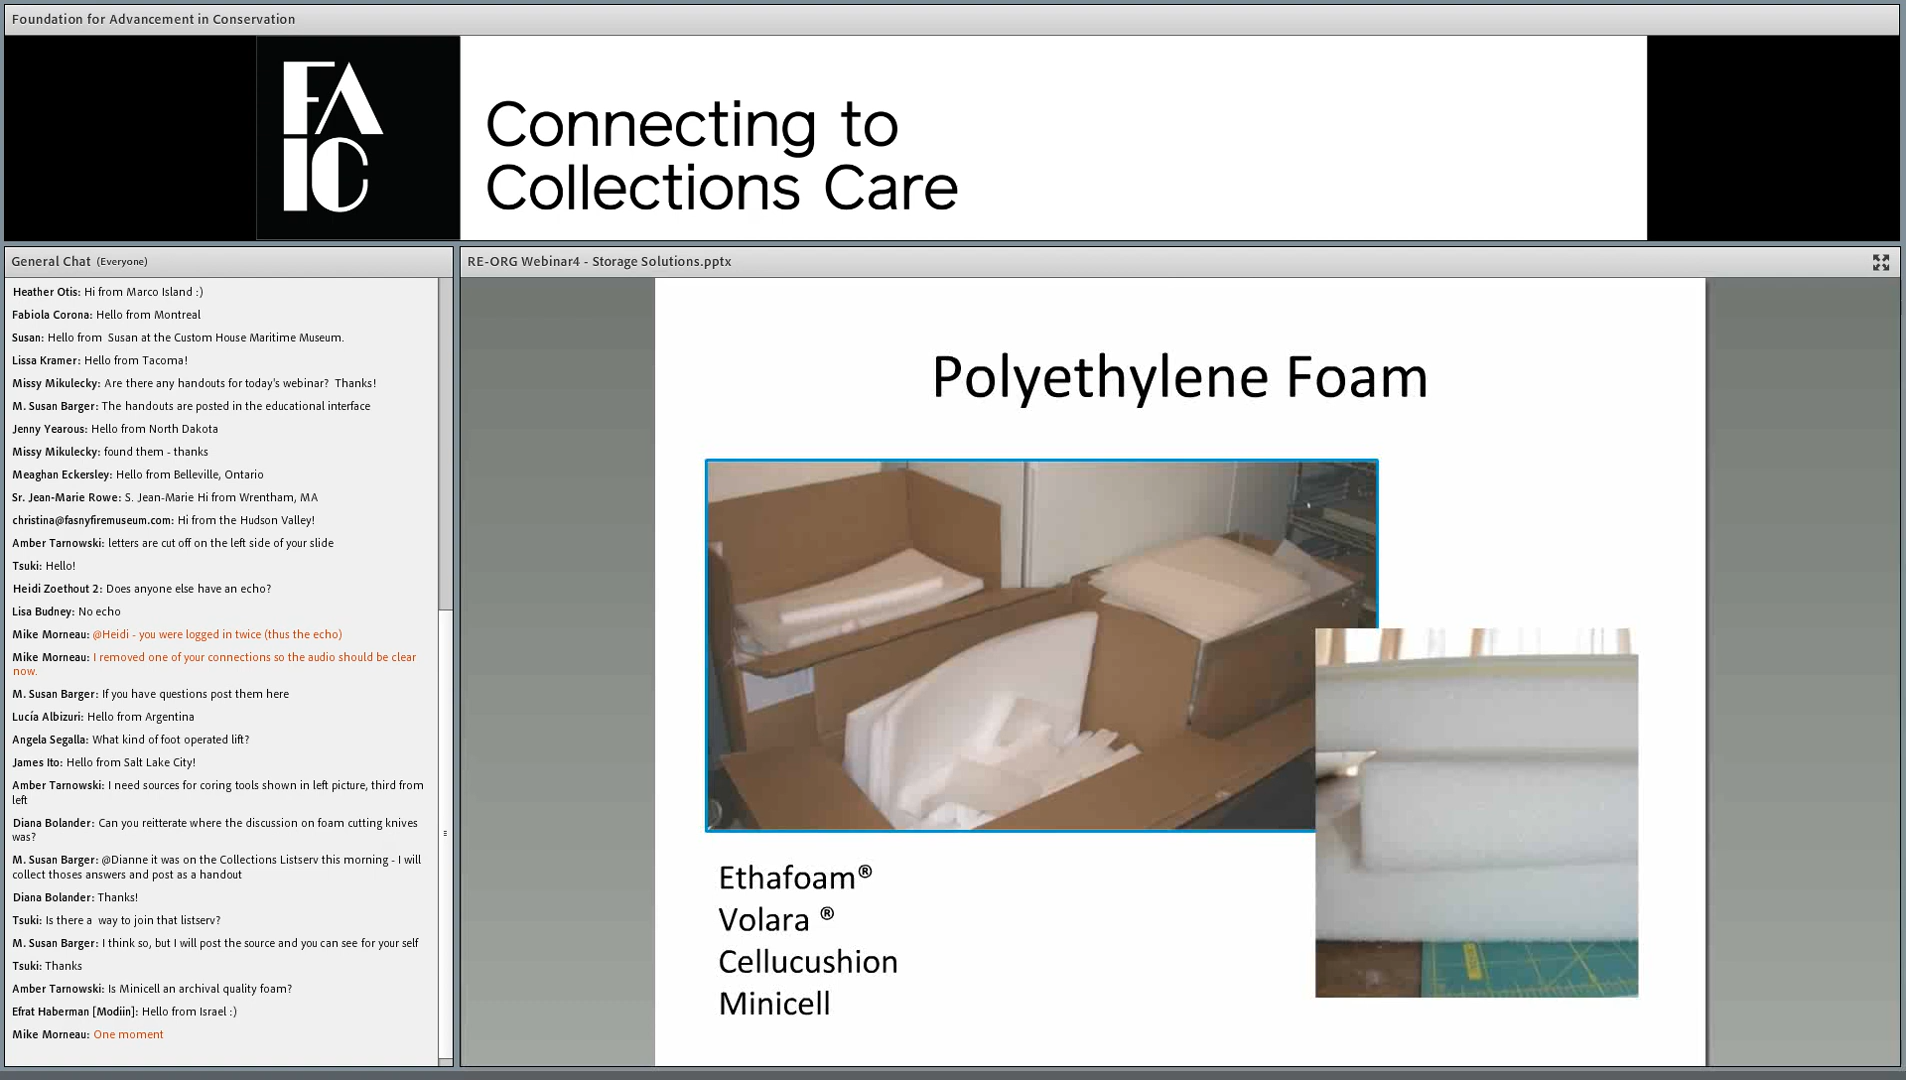 Foundation for Advancement in Conservation
FA
IC
Connecting to
Collections Care
General Chat (Everyone)
Heather Otis: Hi from Marco Island :)
Fabiola Corona: Hello from Montreal
Susan: Hello from  Susan at the Custom House Maritime Museum.
Lissa Kramer: Hello from Tacoma!
Missy Mikulecky: Are there any handouts for today's webinar?  Thanks!
M. Susan Barger: The handouts are posted in the educational interface
Jenny Yearous: Hello from North Dakota
Missy Mikulecky: found them - thanks
Meaghan Eckersley: Hello from Belleville, Ontario
Sr. Jean-Marie Rowe: S. Jean-Marie Hi from Wrentham, MA
christina@fasnyfiremuseum.com: Hi from the Hudson Valley!
Amber Tarnowski: letters are cut off on the left side of your slide
Tsuki: Hello!
Heidi Zoethout 2: Does anyone else have an echo?
Lisa Budney: No echo
Mike Morneau: @Heidi - you were logged in twice (thus the echo)
Mike Morneau: I removed one of your connections so the audio should be clear
now.
M. Susan Barger: If you have questions post them here
Lucía Albizuri: Hello from Argentina
Angela Segalla: What kind of foot operated lift?
James Ito: Hello from Salt Lake City!
Amber Tarnowski: I need sources for coring tools shown in left picture, third from
left
Diana Bolander: Can you reitterate where the discussion on foam cutting knives
was?
M. Susan Barger: @Dianne it was on the Collections Listserv this morning - I will
collect thoses answers and post as a handout
Diana Bolander: Thanks!
Tsuki: Is there a  way to join that listserv?
M. Susan Barger: I think so, but I will post the source and you can see for your self
Tsuki: Thanks
Amber Tarnowski: Is Minicell an archival quality foam?
Efrat Haberman [Modiin]: Hello from Israel :)
Mike Morneau: One moment
RE-ORG Webinar4 - Storage Solutions.pptx
Polyethylene Foam
Ethafoam®
Volara ®
Cellucushion
Minicell